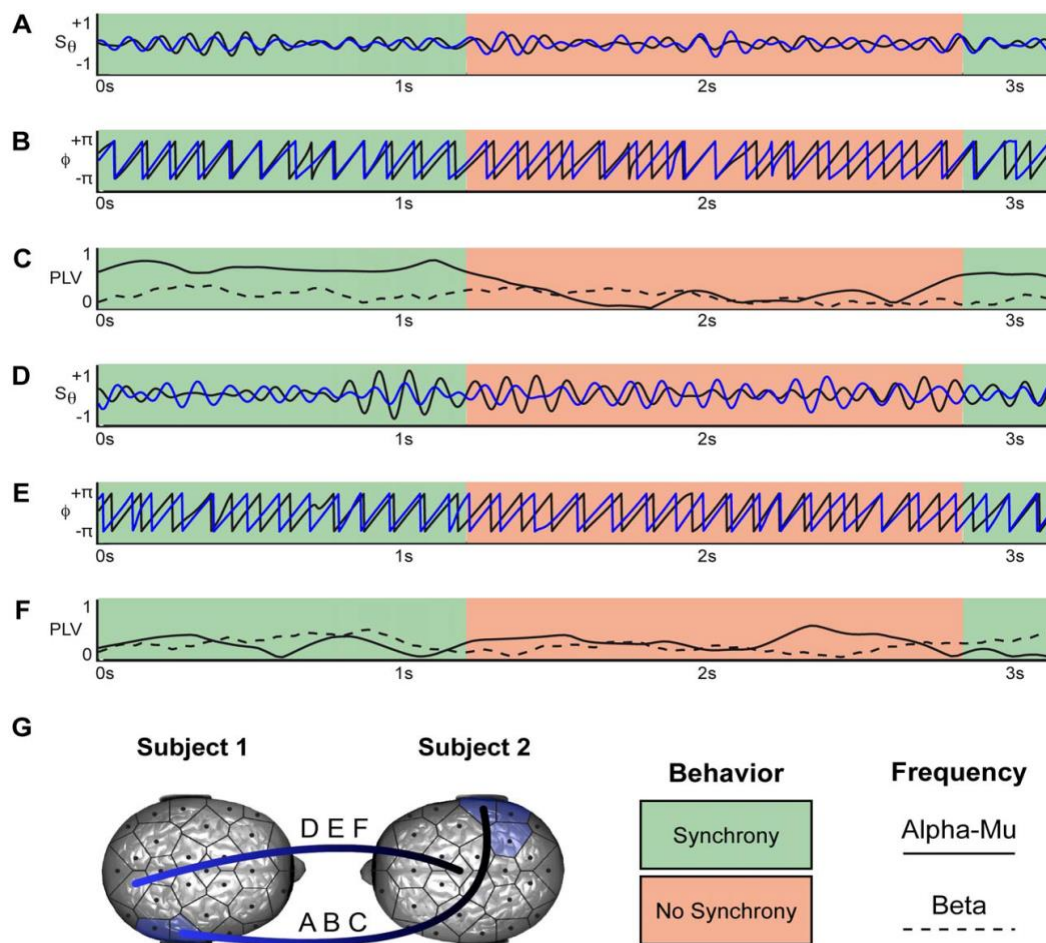 A
+1
Sθ
-1
0s 1s 2s 3s
B
+π
ϕ
-π
0s 1s 2s 3s
C
1
PLV
0
0s 1s 2s 3s
D
+1
Sθ
-1
0s 1s 2s 3s
E
+π
ϕ
-π
0s 1s 2s 3s
F
1
PLV
0
0s 1s 2s 3s
G
Subject 1 Subject 2
D E F
A B C
Behavior
Synchrony
No Synchrony
Frequency
Alpha-Mu
Beta